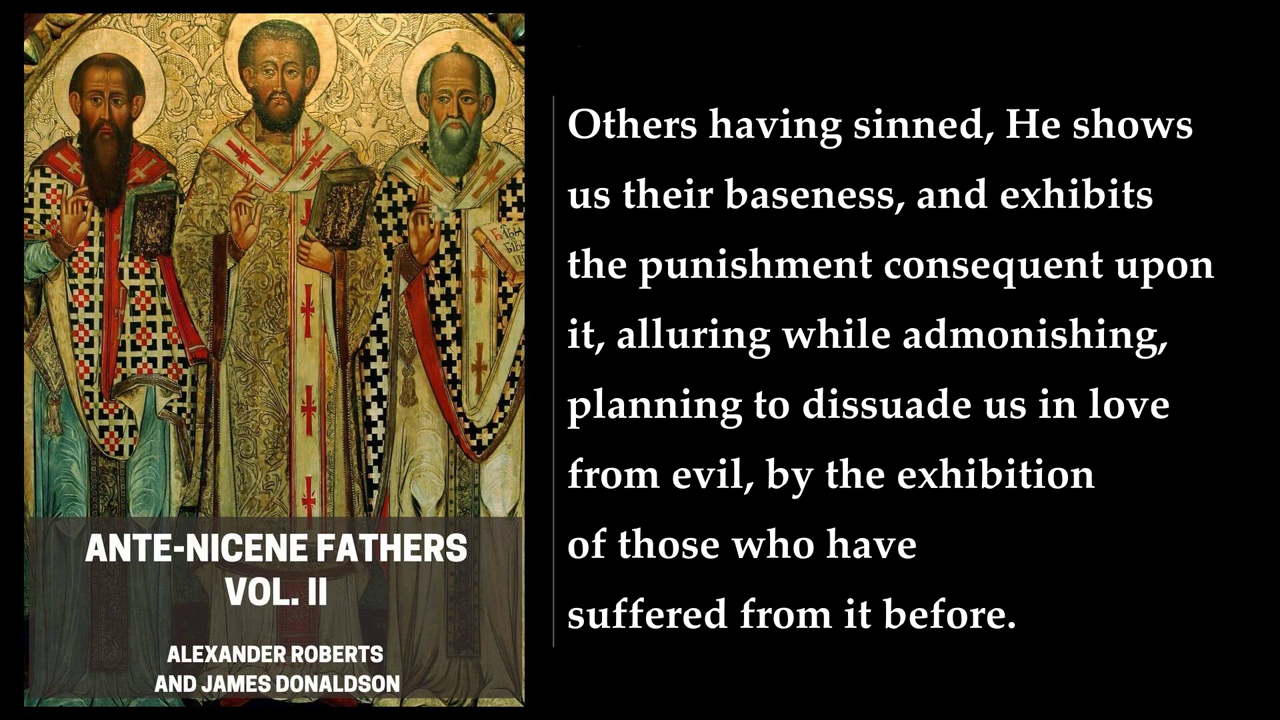 ANTE-NICENE FATHERS
VOL. II
ALEXANDER ROBERTS
AND JAMES DONALDSON
Others having sinned, He shows
us their baseness, and exhibits
the punishment consequent upon
it, alluring while admonishing,
planning to dissuade us in love
from evil, by the exhibition
of those who have
suffered from it before.